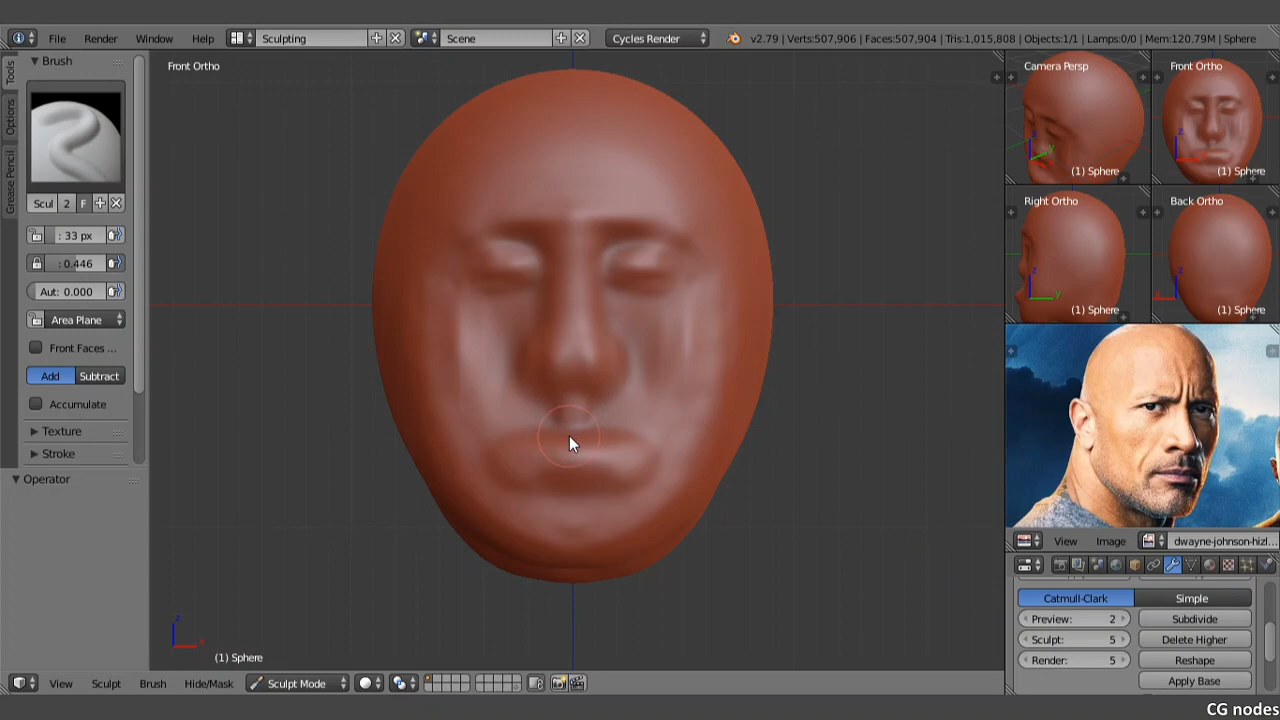 File Render Window Help Sculpting Scene Cycles Render v2.79 | Verts:507,906 | Faces:507,904 | Tris:1,015,808 | Objects:1/1 | Lamps:0/0 | Mem:120.79M | Sphere
Tools
Options
Grease Pencil
Brush
Scul 2 F
: 33 px
: 0.446
Aut: 0.000
Area Plane
Front Faces ...
Add Subtract
Accumulate
Texture
Stroke
Operator
Front Ortho
z
x
(1) Sphere
Camera Persp
(1) Sphere
Front Ortho
(1) Sphere
Right Ortho
(1) Sphere
Back Ortho
(1) Sphere
View Image dwayne-johnson-hizl...
Catmull-Clark Simple
Preview: 2 Subdivide
Sculpt: 5 Delete Higher
Render: 5 Reshape
Apply Base
View Sculpt Brush Hide/Mask Sculpt Mode
CG nodes